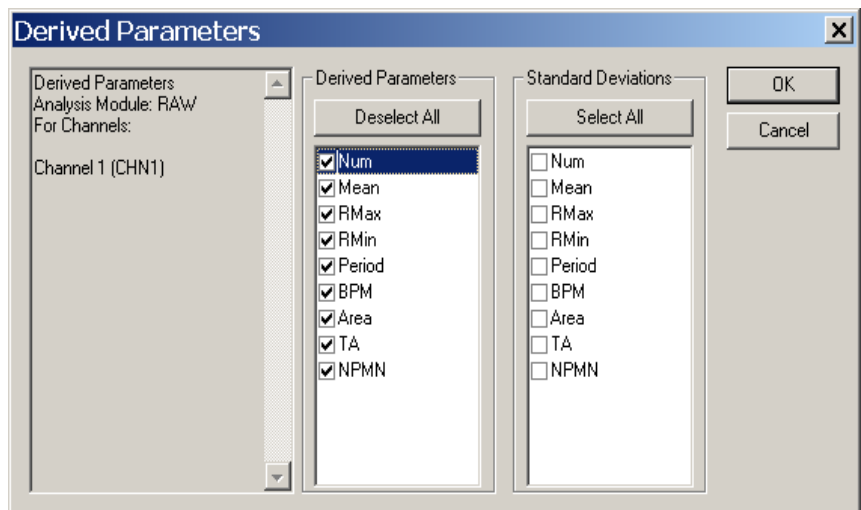 Derived Parameters
Derived Parameters
Analysis Module: RAW
For Channels:
Channel 1 (CHN1)
Derived Parameters
Deselect All
Num
Mean
RMax
RMin
Period
BPM
Area
TA
NPMN
Standard Deviations
Select All
Num
Mean
RMax
RMin
Period
BPM
Area
TA
NPMN
OK
Cancel